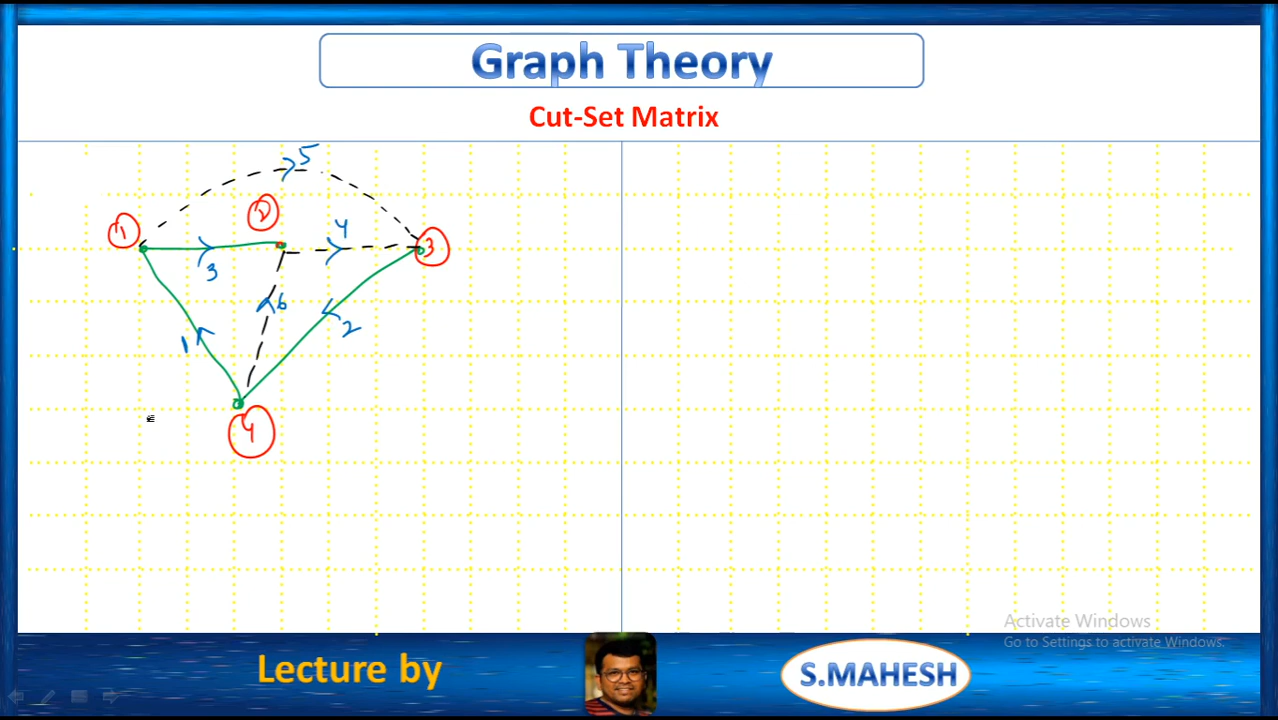 Graph Theory
Cut-Set Matrix
5
1
2
4
3
3
6
1
2
4
Activate Windows
Go to Settings to activate Windows.
Lecture by
S.MAHESH